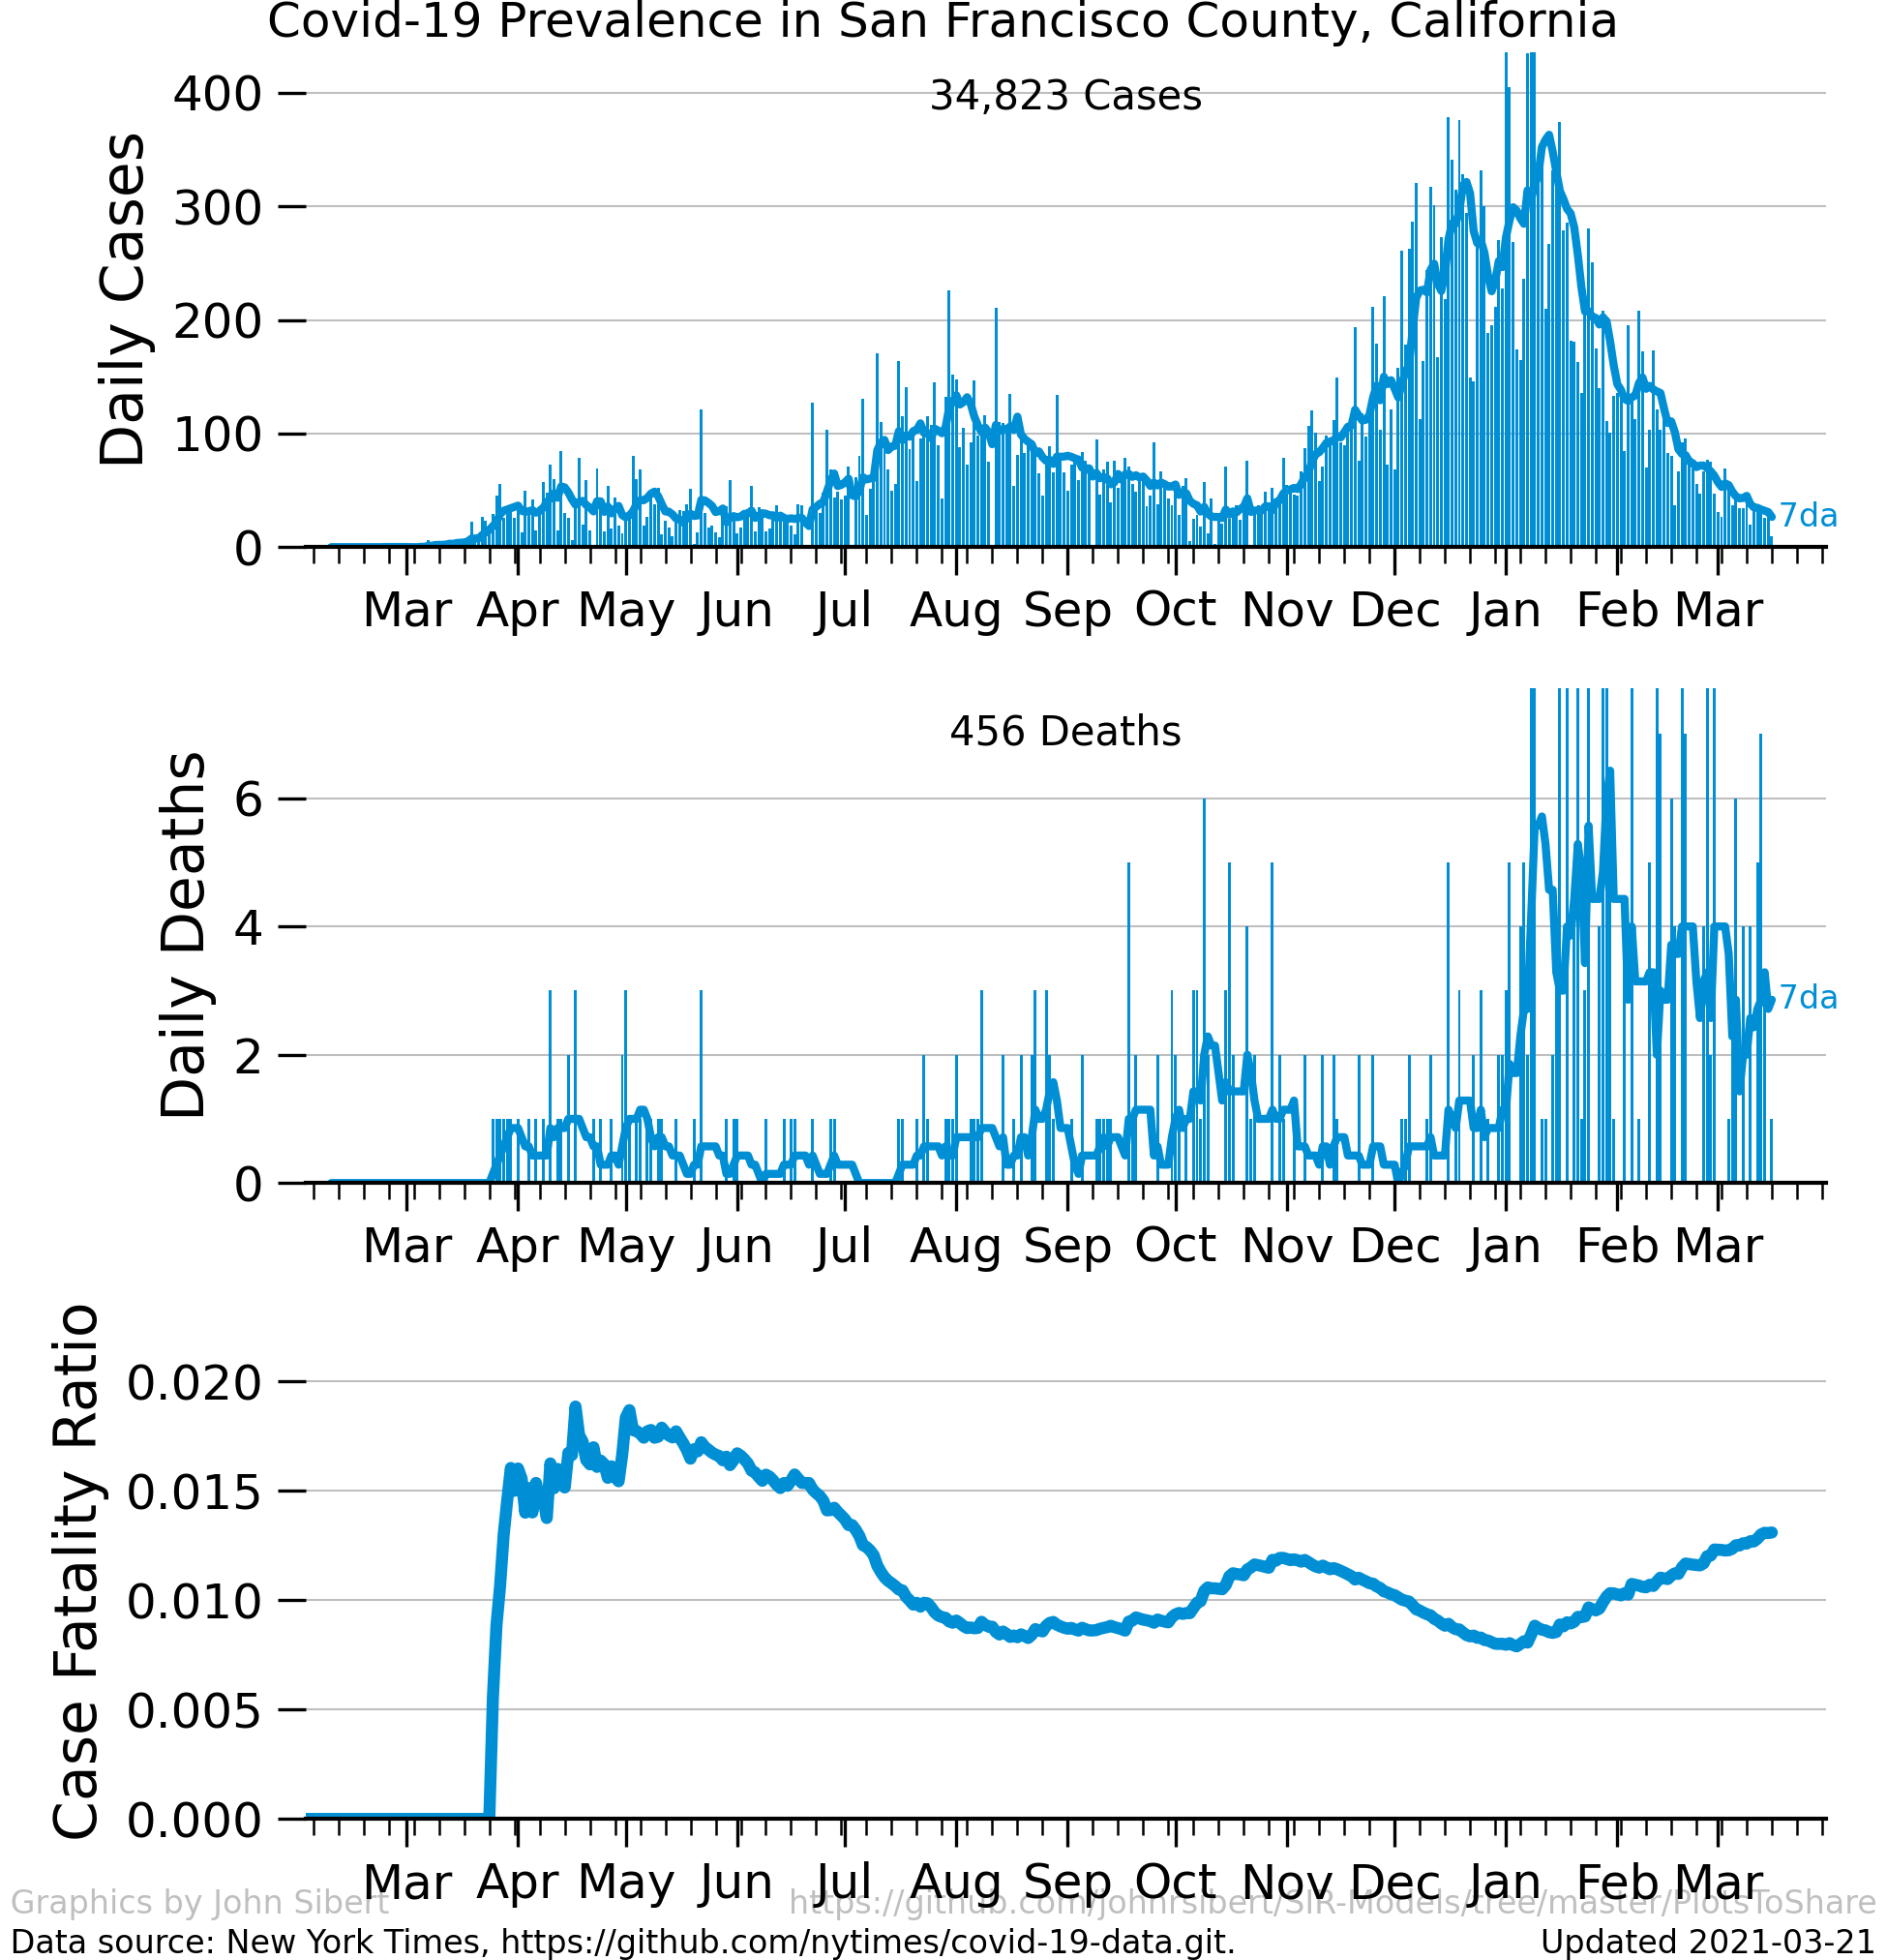 Covid-19 Prevalence in San Francisco County, California
34,823 Cases
Daily Cases
400
300
200
100
0
7da
Mar Apr May Jun Jul Aug Sep Oct Nov Dec Jan Feb Mar
456 Deaths
Daily Deaths
6
4
2
0
7da
Mar Apr May Jun Jul Aug Sep Oct Nov Dec Jan Feb Mar
Case Fatality Ratio
0.020
0.015
0.010
0.005
0.000
Mar Apr May Jun Jul Aug Sep Oct Nov Dec Jan Feb Mar
Graphics by John Sibert https://github.com/johnrsibert/SIR-Models/tree/master/PlotsToShare
Data source: New York Times, https://github.com/nytimes/covid-19-data.git. Updated 2021-03-21